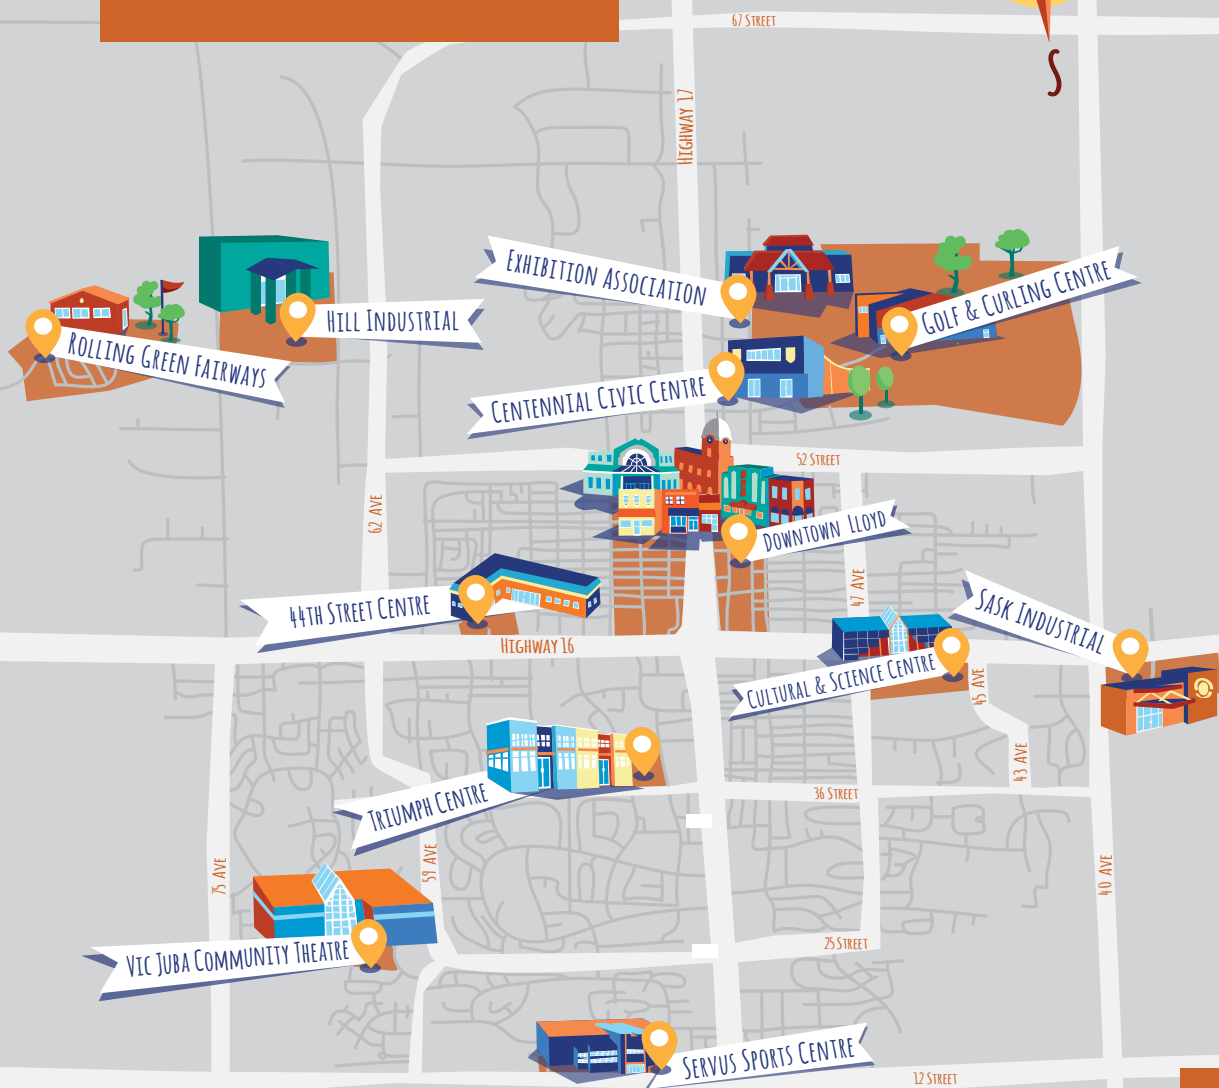 67 Street
S
Highway 17
Exhibition Association
Golf & Curling Centre
Hill Industrial
Rolling Green Fairways
Centennial Civic Centre
52 Street
62 Ave
Downtown Lloyd
47 Ave
44th Street Centre
Sask Industrial
Highway 16
Cultural & Science Centre
45 Ave
43 Ave
Triumph Centre
36 Street
75 Ave
59 Ave
40 Ave
25 Street
Vic Juba Community Theatre
Servus Sports Centre
12 Street